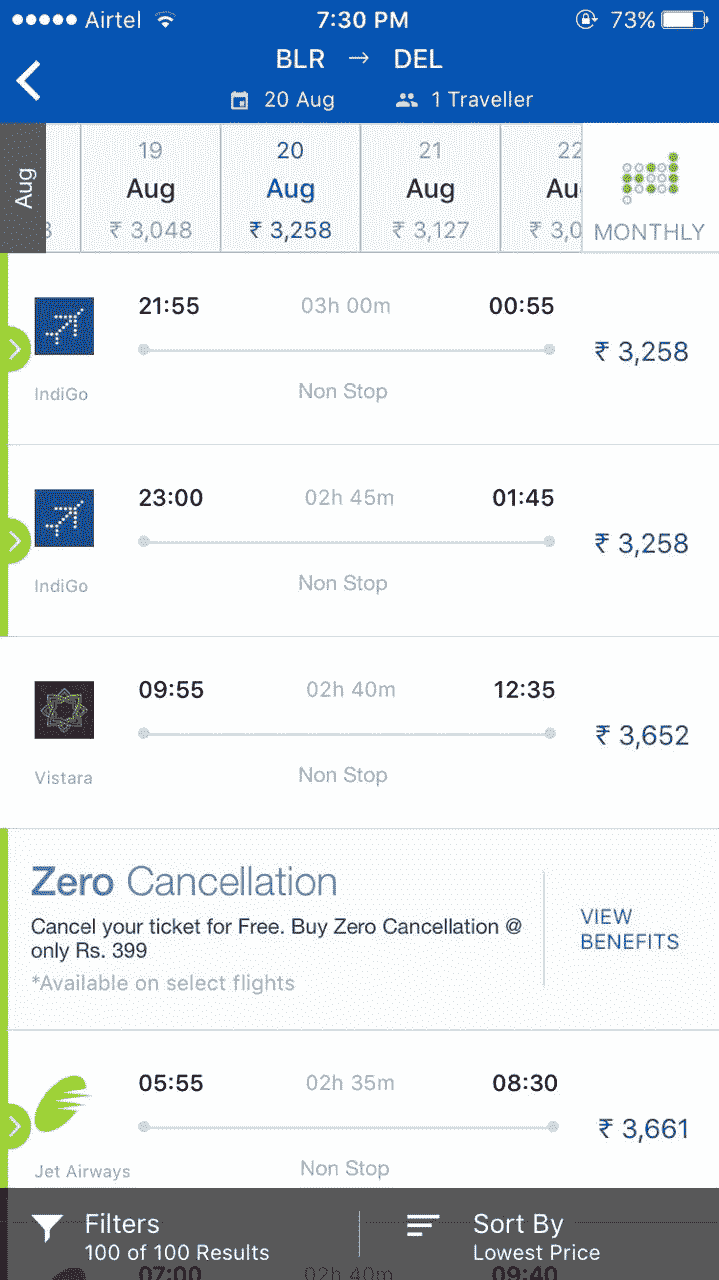 Airtel 7:30 PM 73%
BLR → DEL
20 Aug 1 Traveller
Aug
19 20 21 22
Aug Aug Aug Au
3 ₹ 3,048 ₹ 3,258 ₹ 3,127 ₹ 3,0 MONTHLY
21:55 03h 00m 00:55
₹ 3,258
IndiGo Non Stop
23:00 02h 45m 01:45
₹ 3,258
IndiGo Non Stop
09:55 02h 40m 12:35
₹ 3,652
Vistara Non Stop
Zero Cancellation
Cancel your ticket for Free. Buy Zero Cancellation @
only Rs. 399
*Available on select flights
VIEW
BENEFITS
05:55 02h 35m 08:30
₹ 3,661
Jet Airways Non Stop
Filters Sort By
100 of 100 Results Lowest Price
07:00 02h 40m 09:40